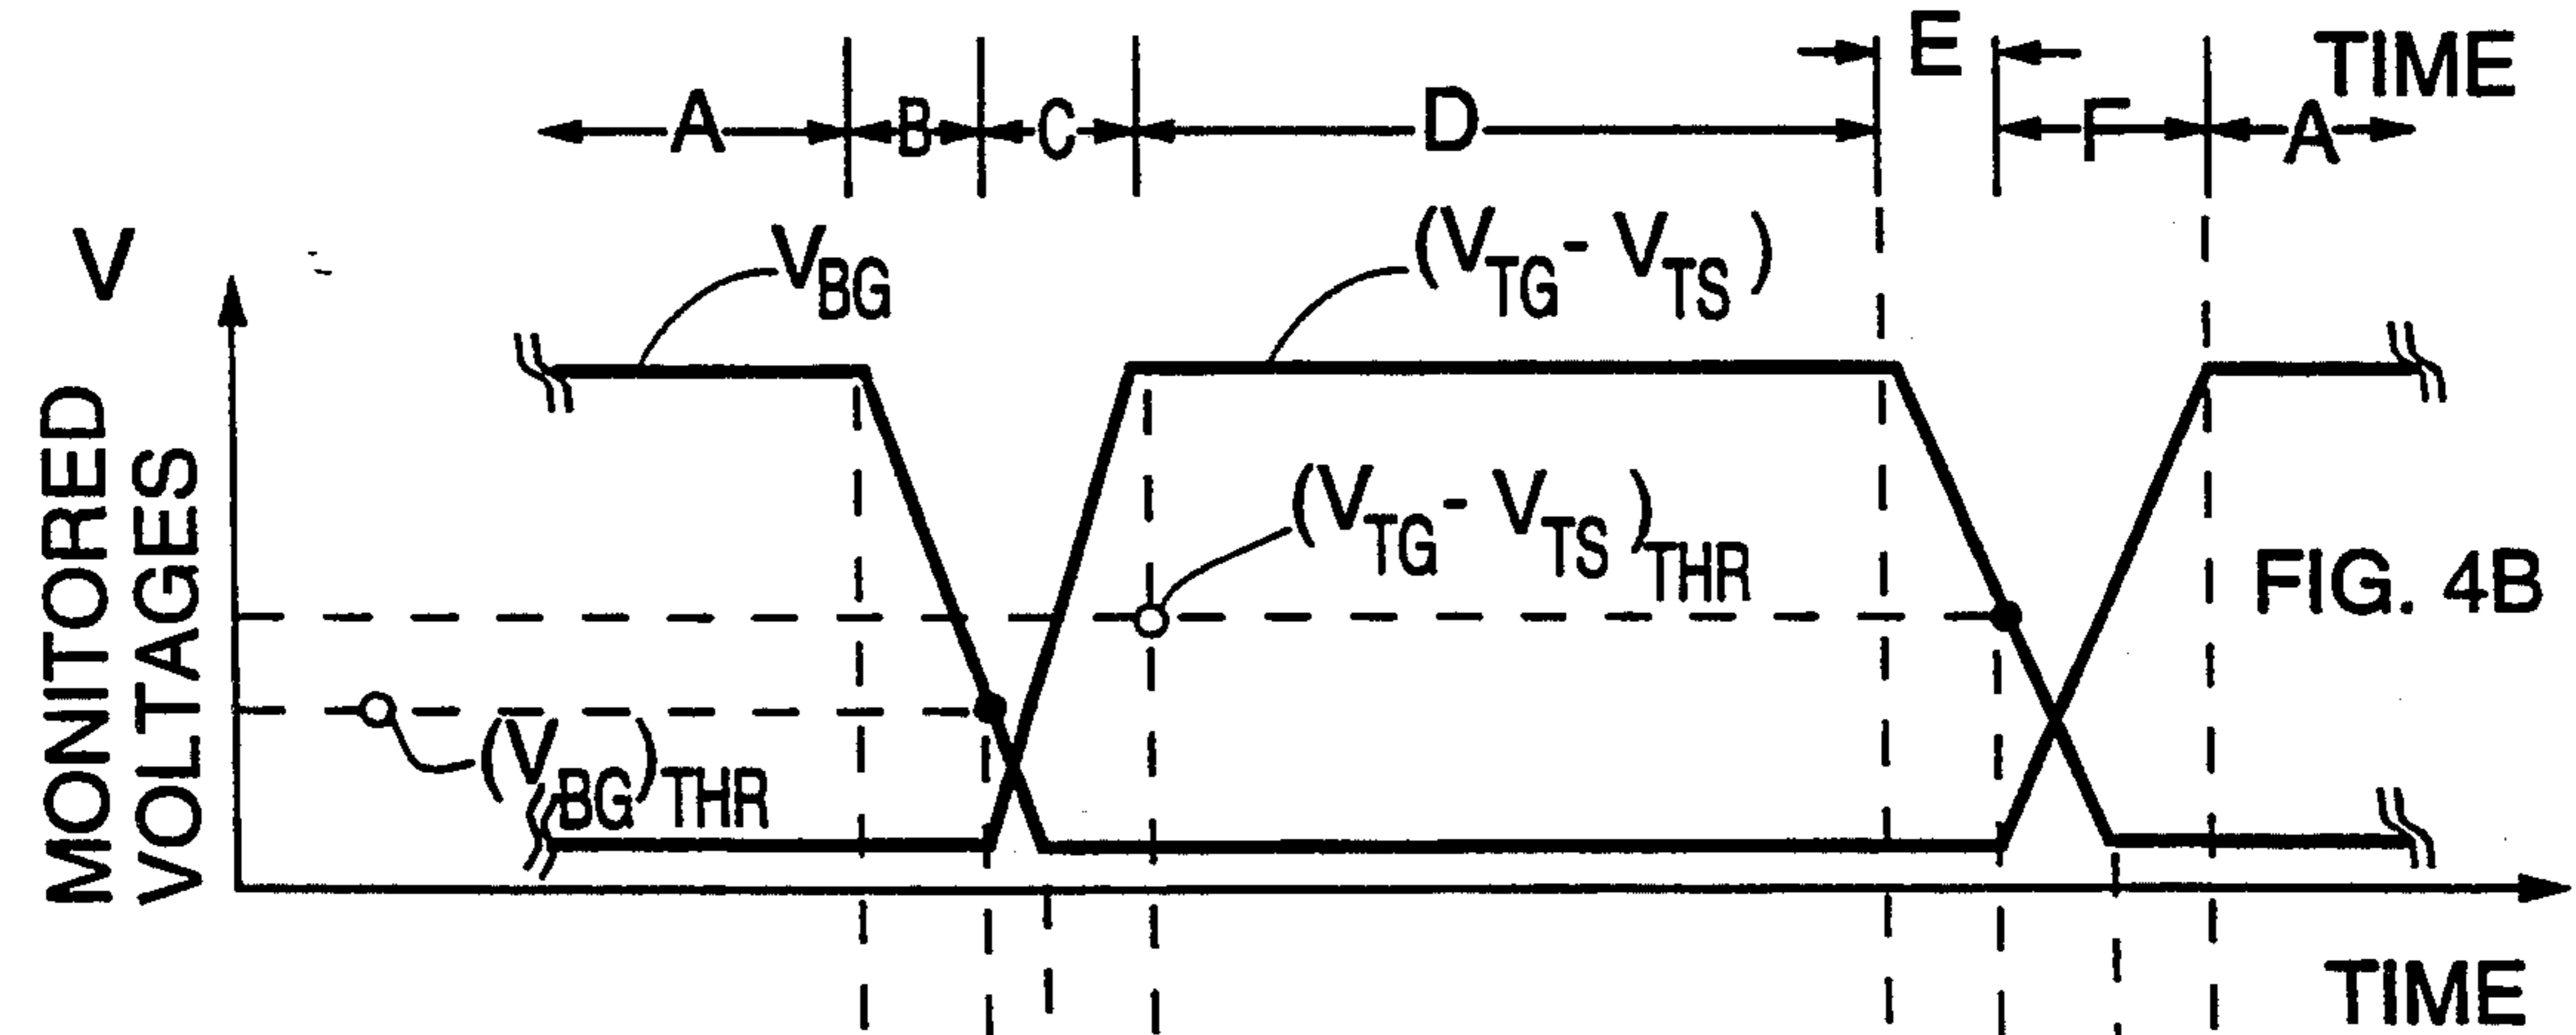 E TIME
A B C D F A
V
V_BG (V_TG - V_TS)
(V_TG - V_TS)_THR
FIG. 4B
(V_BG)_THR
MONITORED
VOLTAGES
TIME